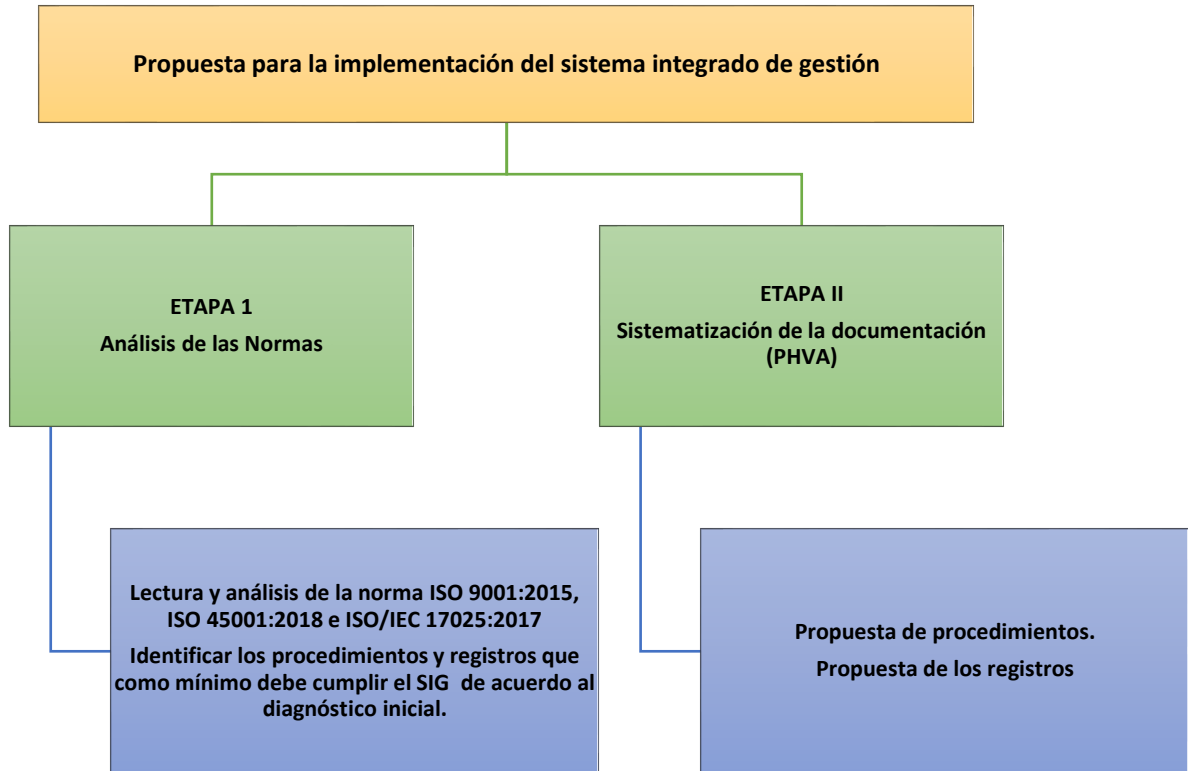 Propuesta para la implementación del sistema integrado de gestión
ETAPA 1
Análisis de las Normas
ETAPA II
Sistematización de la documentación
(PHVA)
Lectura y análisis de la norma ISO 9001:2015,
ISO 45001:2018 e ISO/IEC 17025:2017
Identificar los procedimientos y registros que
como mínimo debe cumplir el SIG  de acuerdo al
diagnóstico inicial.
Propuesta de procedimientos.
Propuesta de los registros